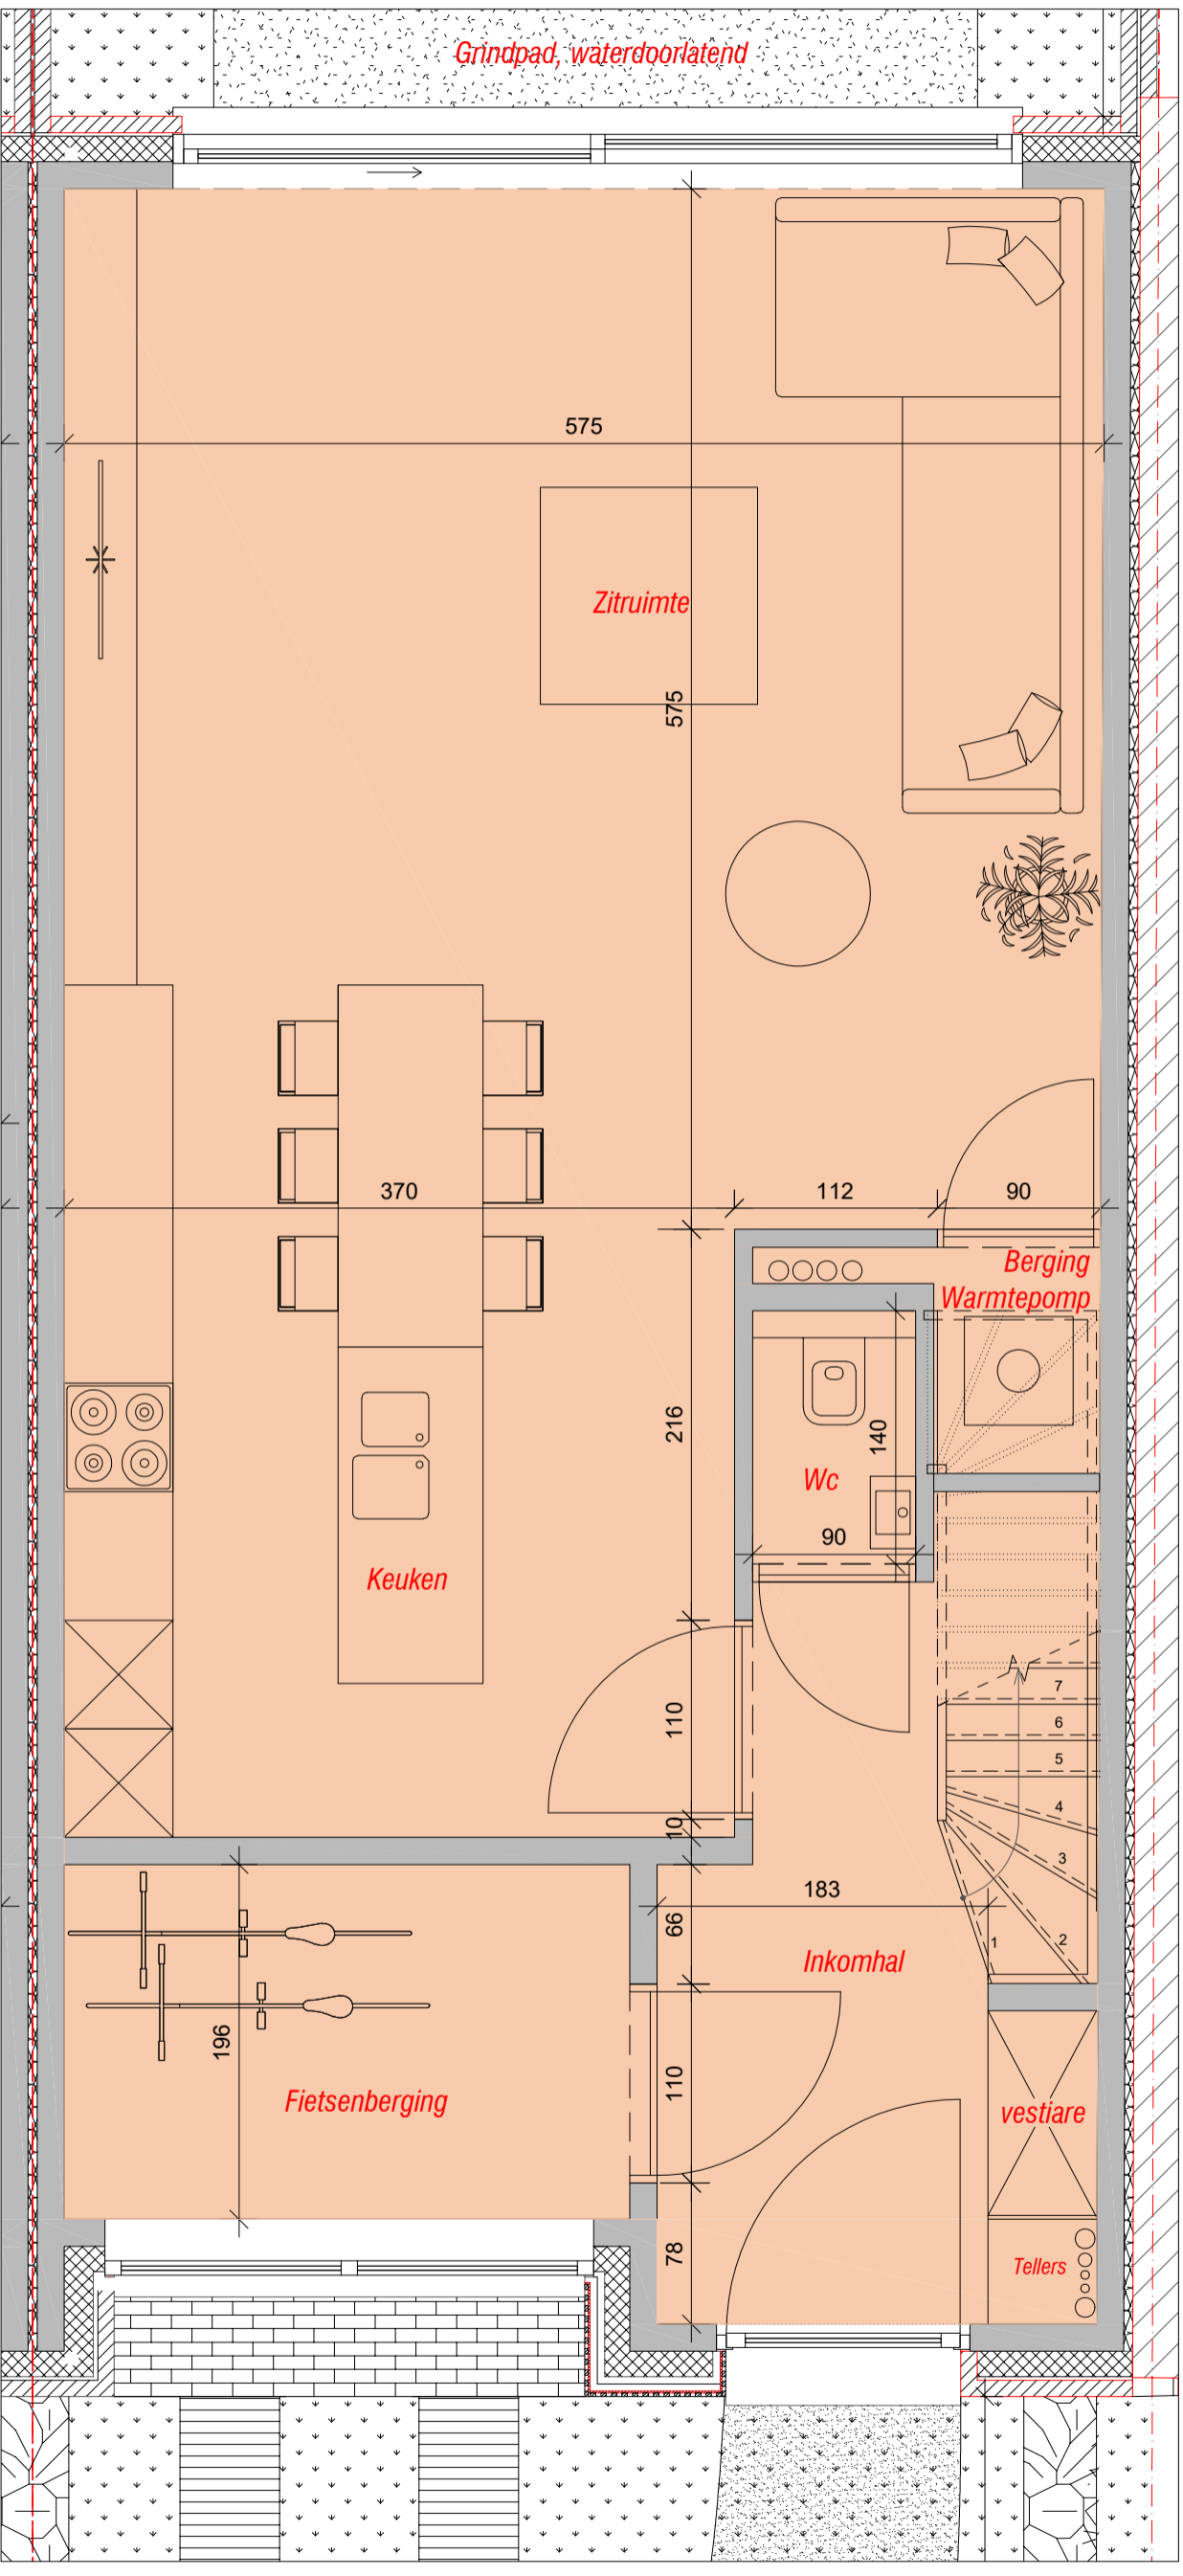 Grindpad, waterdoorlatend
575
Zitruimte
575
370
112
90
Berging
Warmtepomp
216
140
Wc
90
Keuken
7
110
6
5
4
10
3
183
66
2
1
Inkomhal
196
110
Fietsenberging
vestiare
78
Tellers